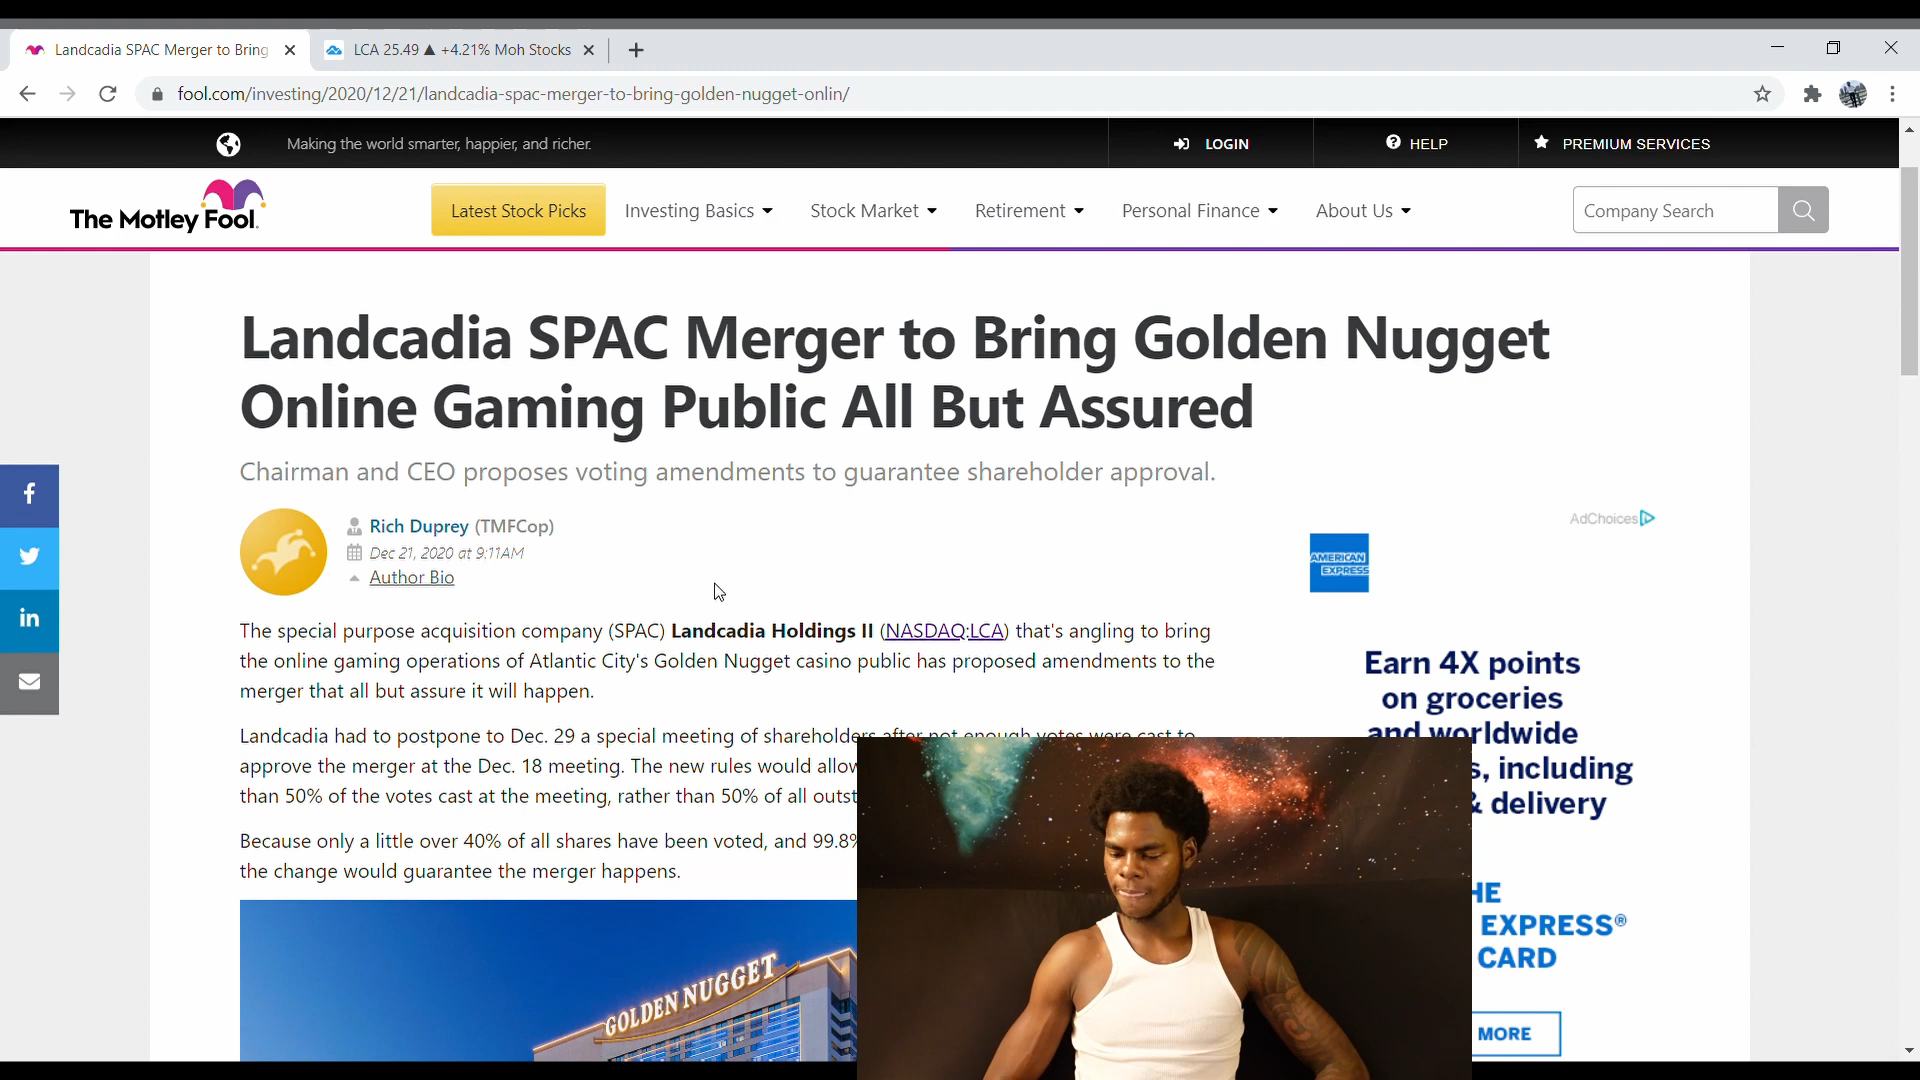 Landcadia SPAC Merger to Bring
LCA 25.49 ▲ +4.21% Moh Stocks
fool.com/investing/2020/12/21/landcadia-spac-merger-to-bring-golden-nugget-onlin/
Making the world smarter, happier, and richer.
LOGIN
HELP
PREMIUM SERVICES
The Motley Fool.
Latest Stock Picks
Investing Basics
Stock Market
Retirement
Personal Finance
About Us
Company Search
Landcadia SPAC Merger to Bring Golden Nugget
Online Gaming Public All But Assured
Chairman and CEO proposes voting amendments to guarantee shareholder approval.
Rich Duprey (TMFCop)
Dec 21, 2020 at 9:11AM
Author Bio
The special purpose acquisition company (SPAC) Landcadia Holdings II (NASDAQ:LCA) that's angling to bring
the online gaming operations of Atlantic City's Golden Nugget casino public has proposed amendments to the
merger that all but assure it will happen.
Landcadia had to postpone to Dec. 29 a special meeting of shareholders after not enough votes were cast to
approve the merger at the Dec. 18 meeting. The new rules would allow
than 50% of the votes cast at the meeting, rather than 50% of all outst
Because only a little over 40% of all shares have been voted, and 99.8%
the change would guarantee the merger happens.
GOLDEN NUGGET
AdChoices
AMERICAN
EXPRESS
Earn 4X points
on groceries
and worldwide
s, including
& delivery
HE
EXPRESS®
CARD
MORE